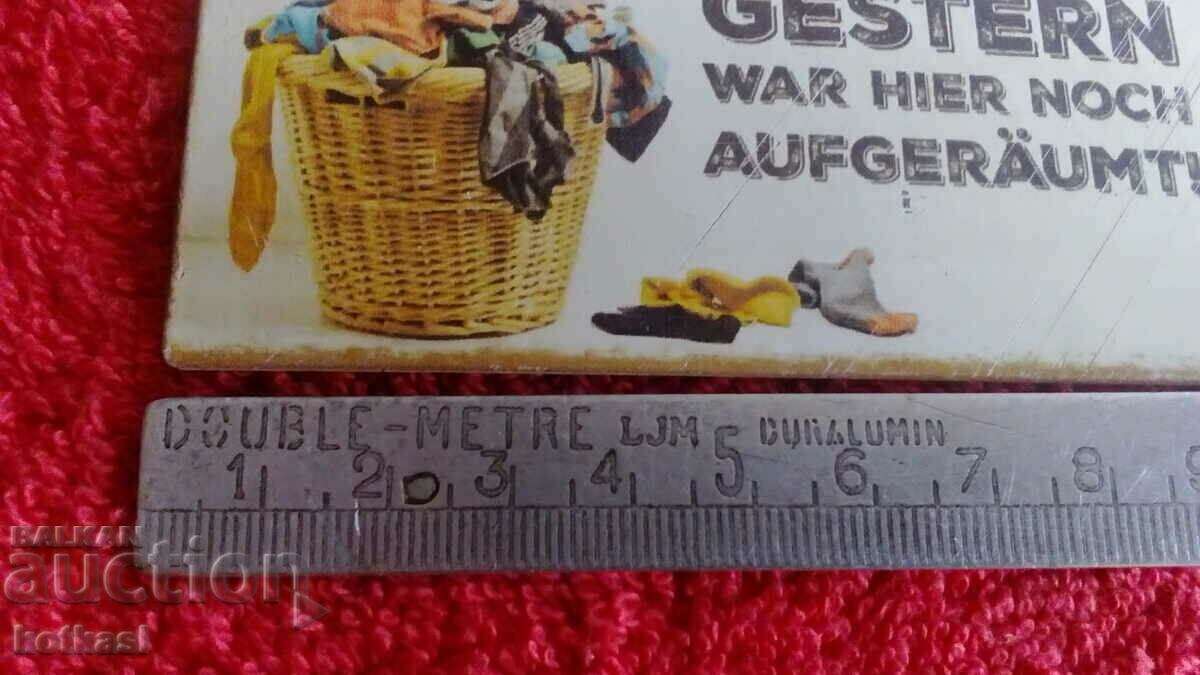 GESTERN
WAR HIER NOCH
AUFGERÄUMT!
DOUBLE-METRE LJM DURALUMIN
1 2 3 4 5 6 7 8 9
BALKAN
auction
kotkasl